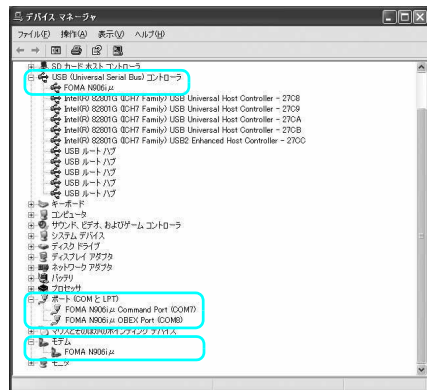 デバイス マネージャ
ファイル(F) 操作(A) 表示(V) ヘルプ(H)
SD カード ホスト コントローラ
USB (Universal Serial Bus) コントローラ
FOMA N906iμ
Intel(R) 82801G (ICH7 Family) USB Universal Host Controller - 27C8
Intel(R) 82801G (ICH7 Family) USB Universal Host Controller - 27C9
Intel(R) 82801G (ICH7 Family) USB Universal Host Controller - 27CA
Intel(R) 82801G (ICH7 Family) USB Universal Host Controller - 27CB
Intel(R) 82801G (ICH7 Family) USB2 Enhanced Host Controller - 27CC
USB ルート ハブ
USB ルート ハブ
USB ルート ハブ
USB ルート ハブ
USB ルート ハブ
キーボード
コンピュータ
サウンド、ビデオ、およびゲーム コントローラ
システム デバイス
ディスク ドライブ
ディスプレイ アダプタ
ネットワーク アダプタ
バッテリ
プロセッサ
ポート (COM と LPT)
FOMA N906iμ Command Port (COM7)
FOMA N906iμ OBEX Port (COM8)
マウスとそのほかのポインティング デバイス
モデム
FOMA N906iμ
モニタ